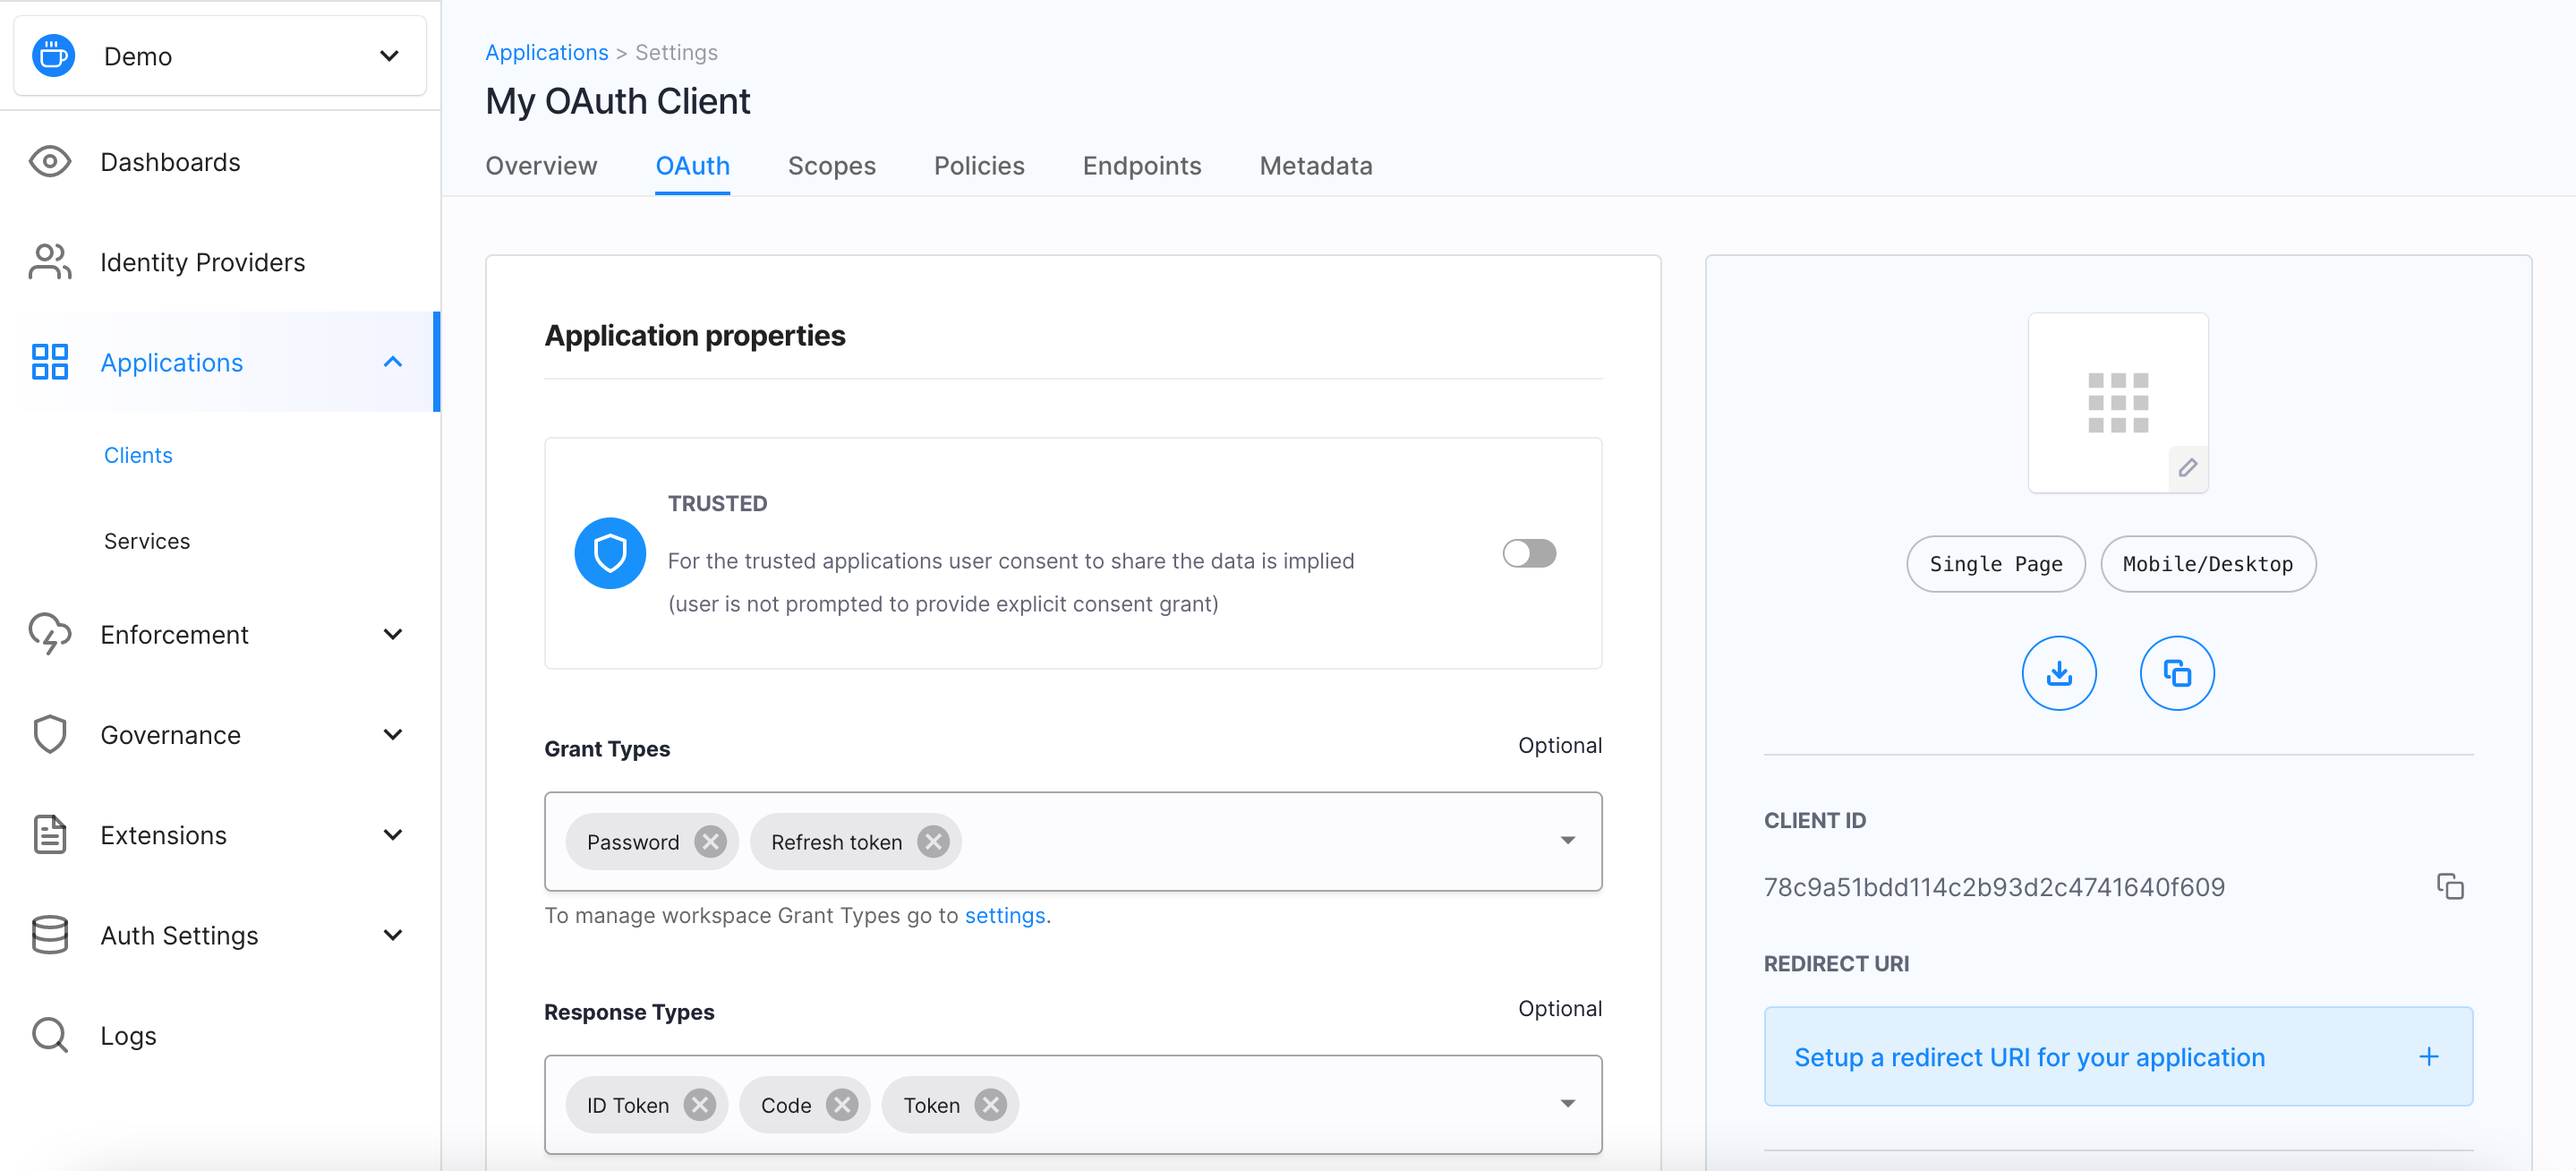 Demo
Dashboards
Identity Providers
Applications
Clients
Services
Enforcement
Governance
Extensions
Auth Settings
Logs
Applications > Settings
My OAuth Client
Overview OAuth Scopes Policies Endpoints Metadata
Application properties
TRUSTED
For the trusted applications user consent to share the data is implied
(user is not prompted to provide explicit consent grant)
Grant Types Optional
Password Refresh token
To manage workspace Grant Types go to settings.
Response Types Optional
ID Token Code Token
Single Page Mobile/Desktop
CLIENT ID
78c9a51bdd114c2b93d2c4741640f609
REDIRECT URI
Setup a redirect URI for your application +